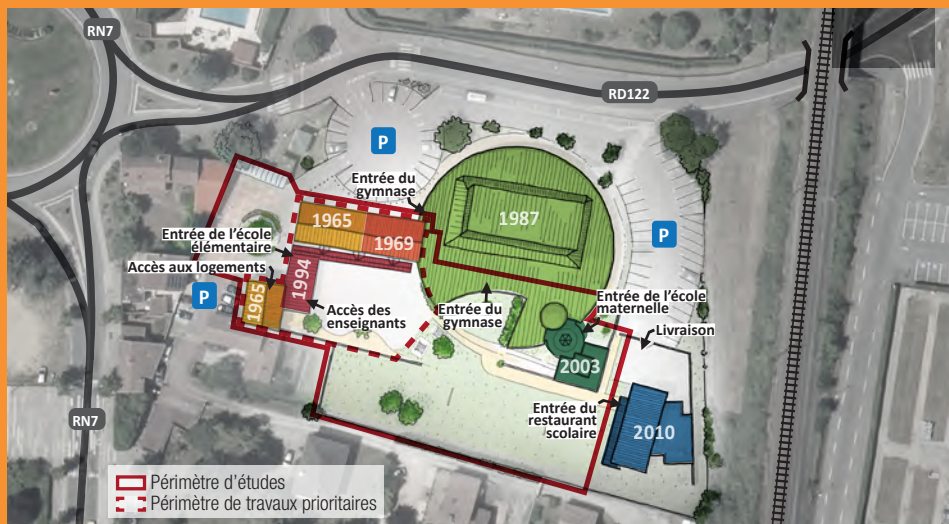 RN7
RD122
P
Entrée du
gymnase
1965
1969
1987
P
Entrée de l'école
élémentaire
Accès aux logements
1994
P
1965
Accès des
enseignants
Entrée du
gymnase
Entrée de l'école
maternelle
Livraison
2003
Entrée du
restaurant
scolaire
2010
RN7
Périmètre d'études
Périmètre de travaux prioritaires